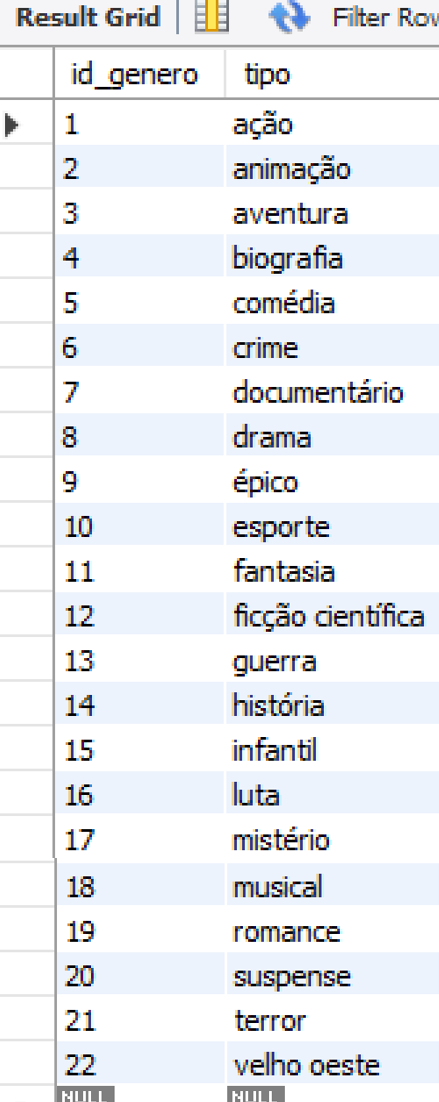 Result Grid Filter Row
id_genero tipo
1 ação
2 animação
3 aventura
4 biografia
5 comédia
6 crime
7 documentário
8 drama
9 épico
10 esporte
11 fantasia
12 ficção científica
13 guerra
14 história
15 infantil
16 luta
17 mistério
18 musical
19 romance
20 suspense
21 terror
22 velho oeste
NULL NULL